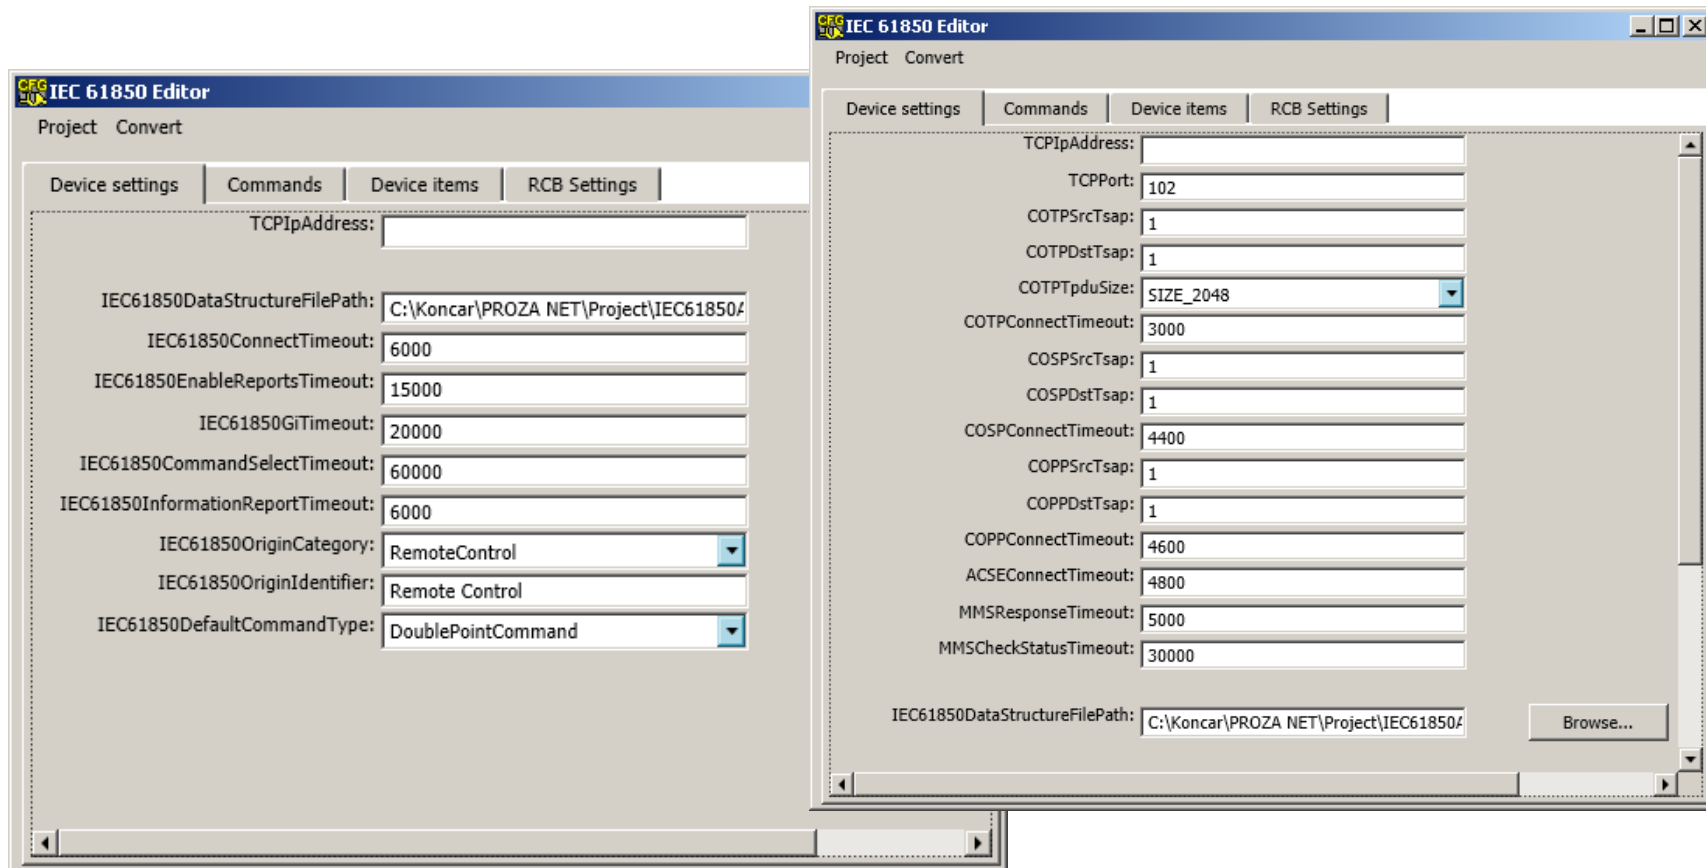 CFG IEC 61850 Editor
Project Convert
Device settings Commands Device items RCB Settings
TCPIpAddress:
IEC61850DataStructureFilePath: C:\Koncar\PROZA NET\Project\IEC61850A
IEC61850ConnectTimeout: 6000
IEC61850EnableReportsTimeout: 15000
IEC61850GiTimeout: 20000
IEC61850CommandSelectTimeout: 60000
IEC61850InformationReportTimeout: 6000
IEC61850OriginCategory: RemoteControl
IEC61850OriginIdentifier: Remote Control
IEC61850DefaultCommandType: DoublePointCommand
CFG IEC 61850 Editor
Project Convert
Device settings Commands Device items RCB Settings
TCPIpAddress:
TCPPort: 102
COTPSrcTsap: 1
COTPDstTsap: 1
COTPTpduSize: SIZE_2048
COTPConnectTimeout: 3000
COSPSrcTsap: 1
COSPDstTsap: 1
COSPConnectTimeout: 4400
COPPSrcTsap: 1
COPPDstTsap: 1
COPPConnectTimeout: 4600
ACSEConnectTimeout: 4800
MMSResponseTimeout: 5000
MMSCheckStatusTimeout: 30000
IEC61850DataStructureFilePath: C:\Koncar\PROZA NET\Project\IEC61850A Browse...